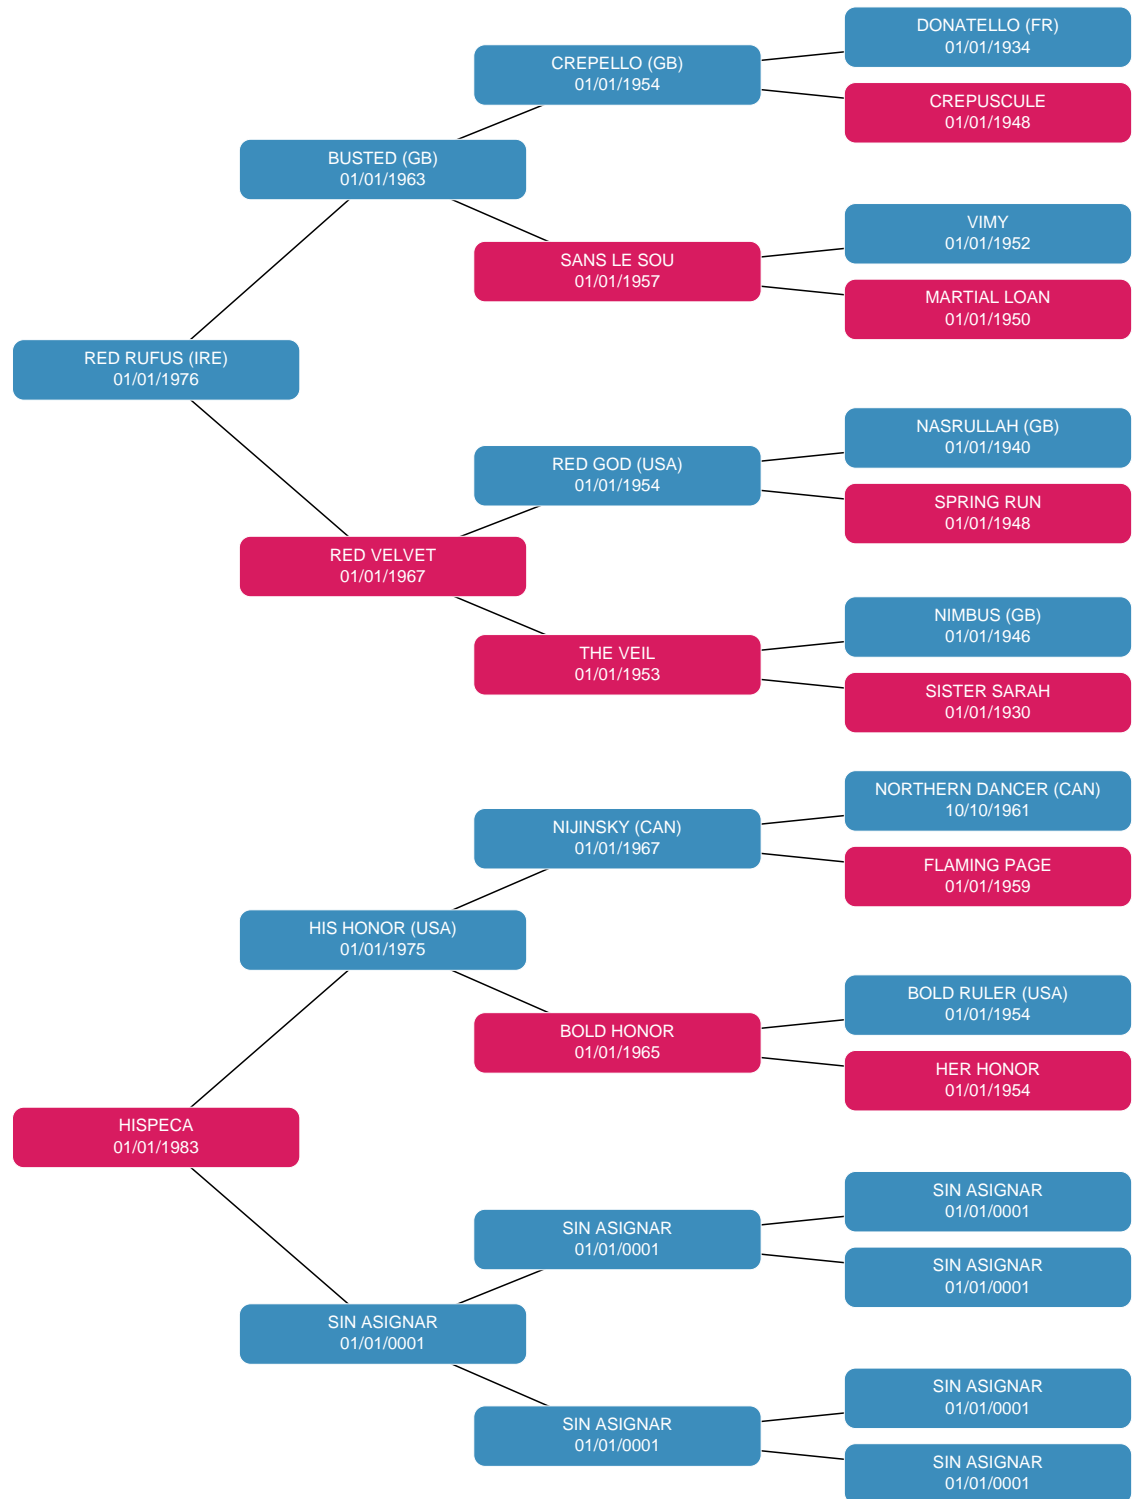 DONATELLO (FR)
01/01/1934
CREPELLO (GB)
01/01/1954
CREPUSCULE
01/01/1948
BUSTED (GB)
01/01/1963
VIMY
01/01/1952
SANS LE SOU
01/01/1957
MARTIAL LOAN
01/01/1950
RED RUFUS (IRE)
01/01/1976
NASRULLAH (GB)
01/01/1940
RED GOD (USA)
01/01/1954
SPRING RUN
01/01/1948
RED VELVET
01/01/1967
NIMBUS (GB)
01/01/1946
THE VEIL
01/01/1953
SISTER SARAH
01/01/1930
NORTHERN DANCER (CAN)
10/10/1961
NIJINSKY (CAN)
01/01/1967
FLAMING PAGE
01/01/1959
HIS HONOR (USA)
01/01/1975
BOLD RULER (USA)
01/01/1954
BOLD HONOR
01/01/1965
HER HONOR
01/01/1954
HISPECA
01/01/1983
SIN ASIGNAR
01/01/0001
SIN ASIGNAR
01/01/0001
SIN ASIGNAR
01/01/0001
SIN ASIGNAR
01/01/0001
SIN ASIGNAR
01/01/0001
SIN ASIGNAR
01/01/0001
SIN ASIGNAR
01/01/0001